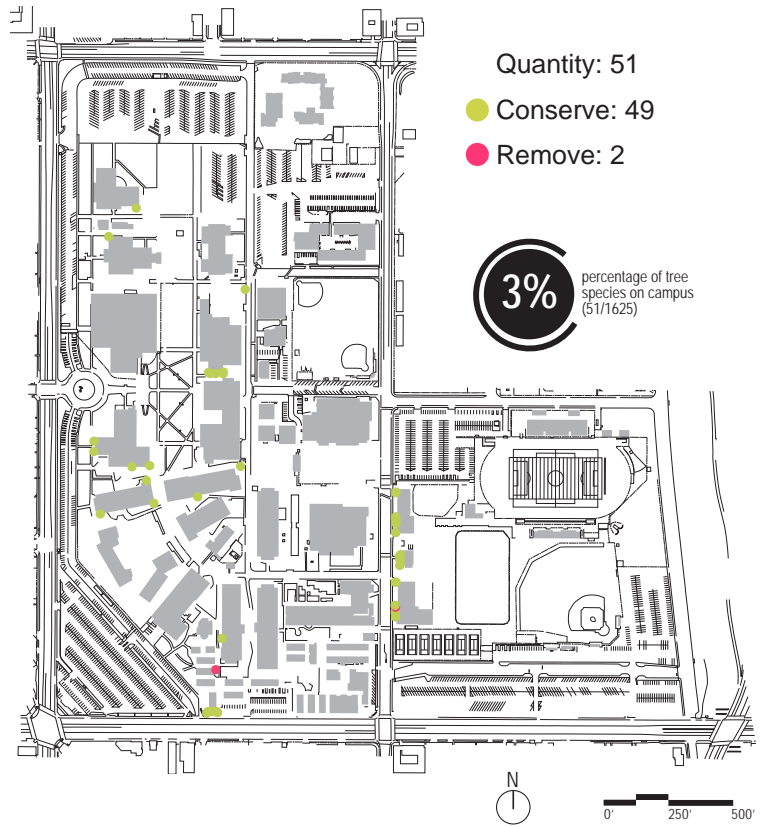 Quantity: 51
Conserve: 49
Remove: 2
3%
percentage of tree
species on campus
(51/1625)
N
0' 250' 500'